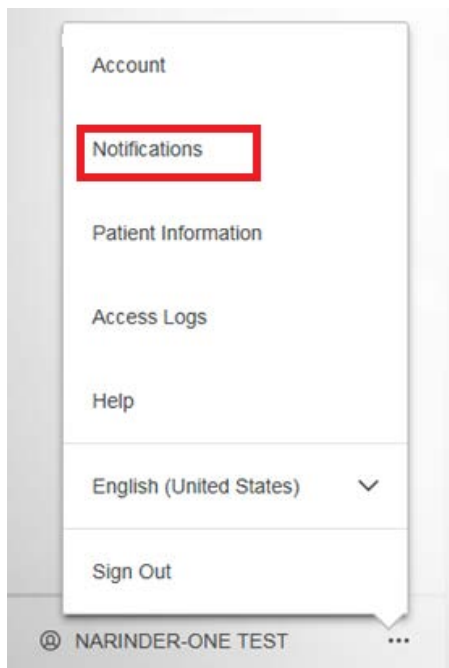 Account
Notifications
Patient Information
Access Logs
Help
English (United States)
Sign Out
NARINDER-ONE TEST